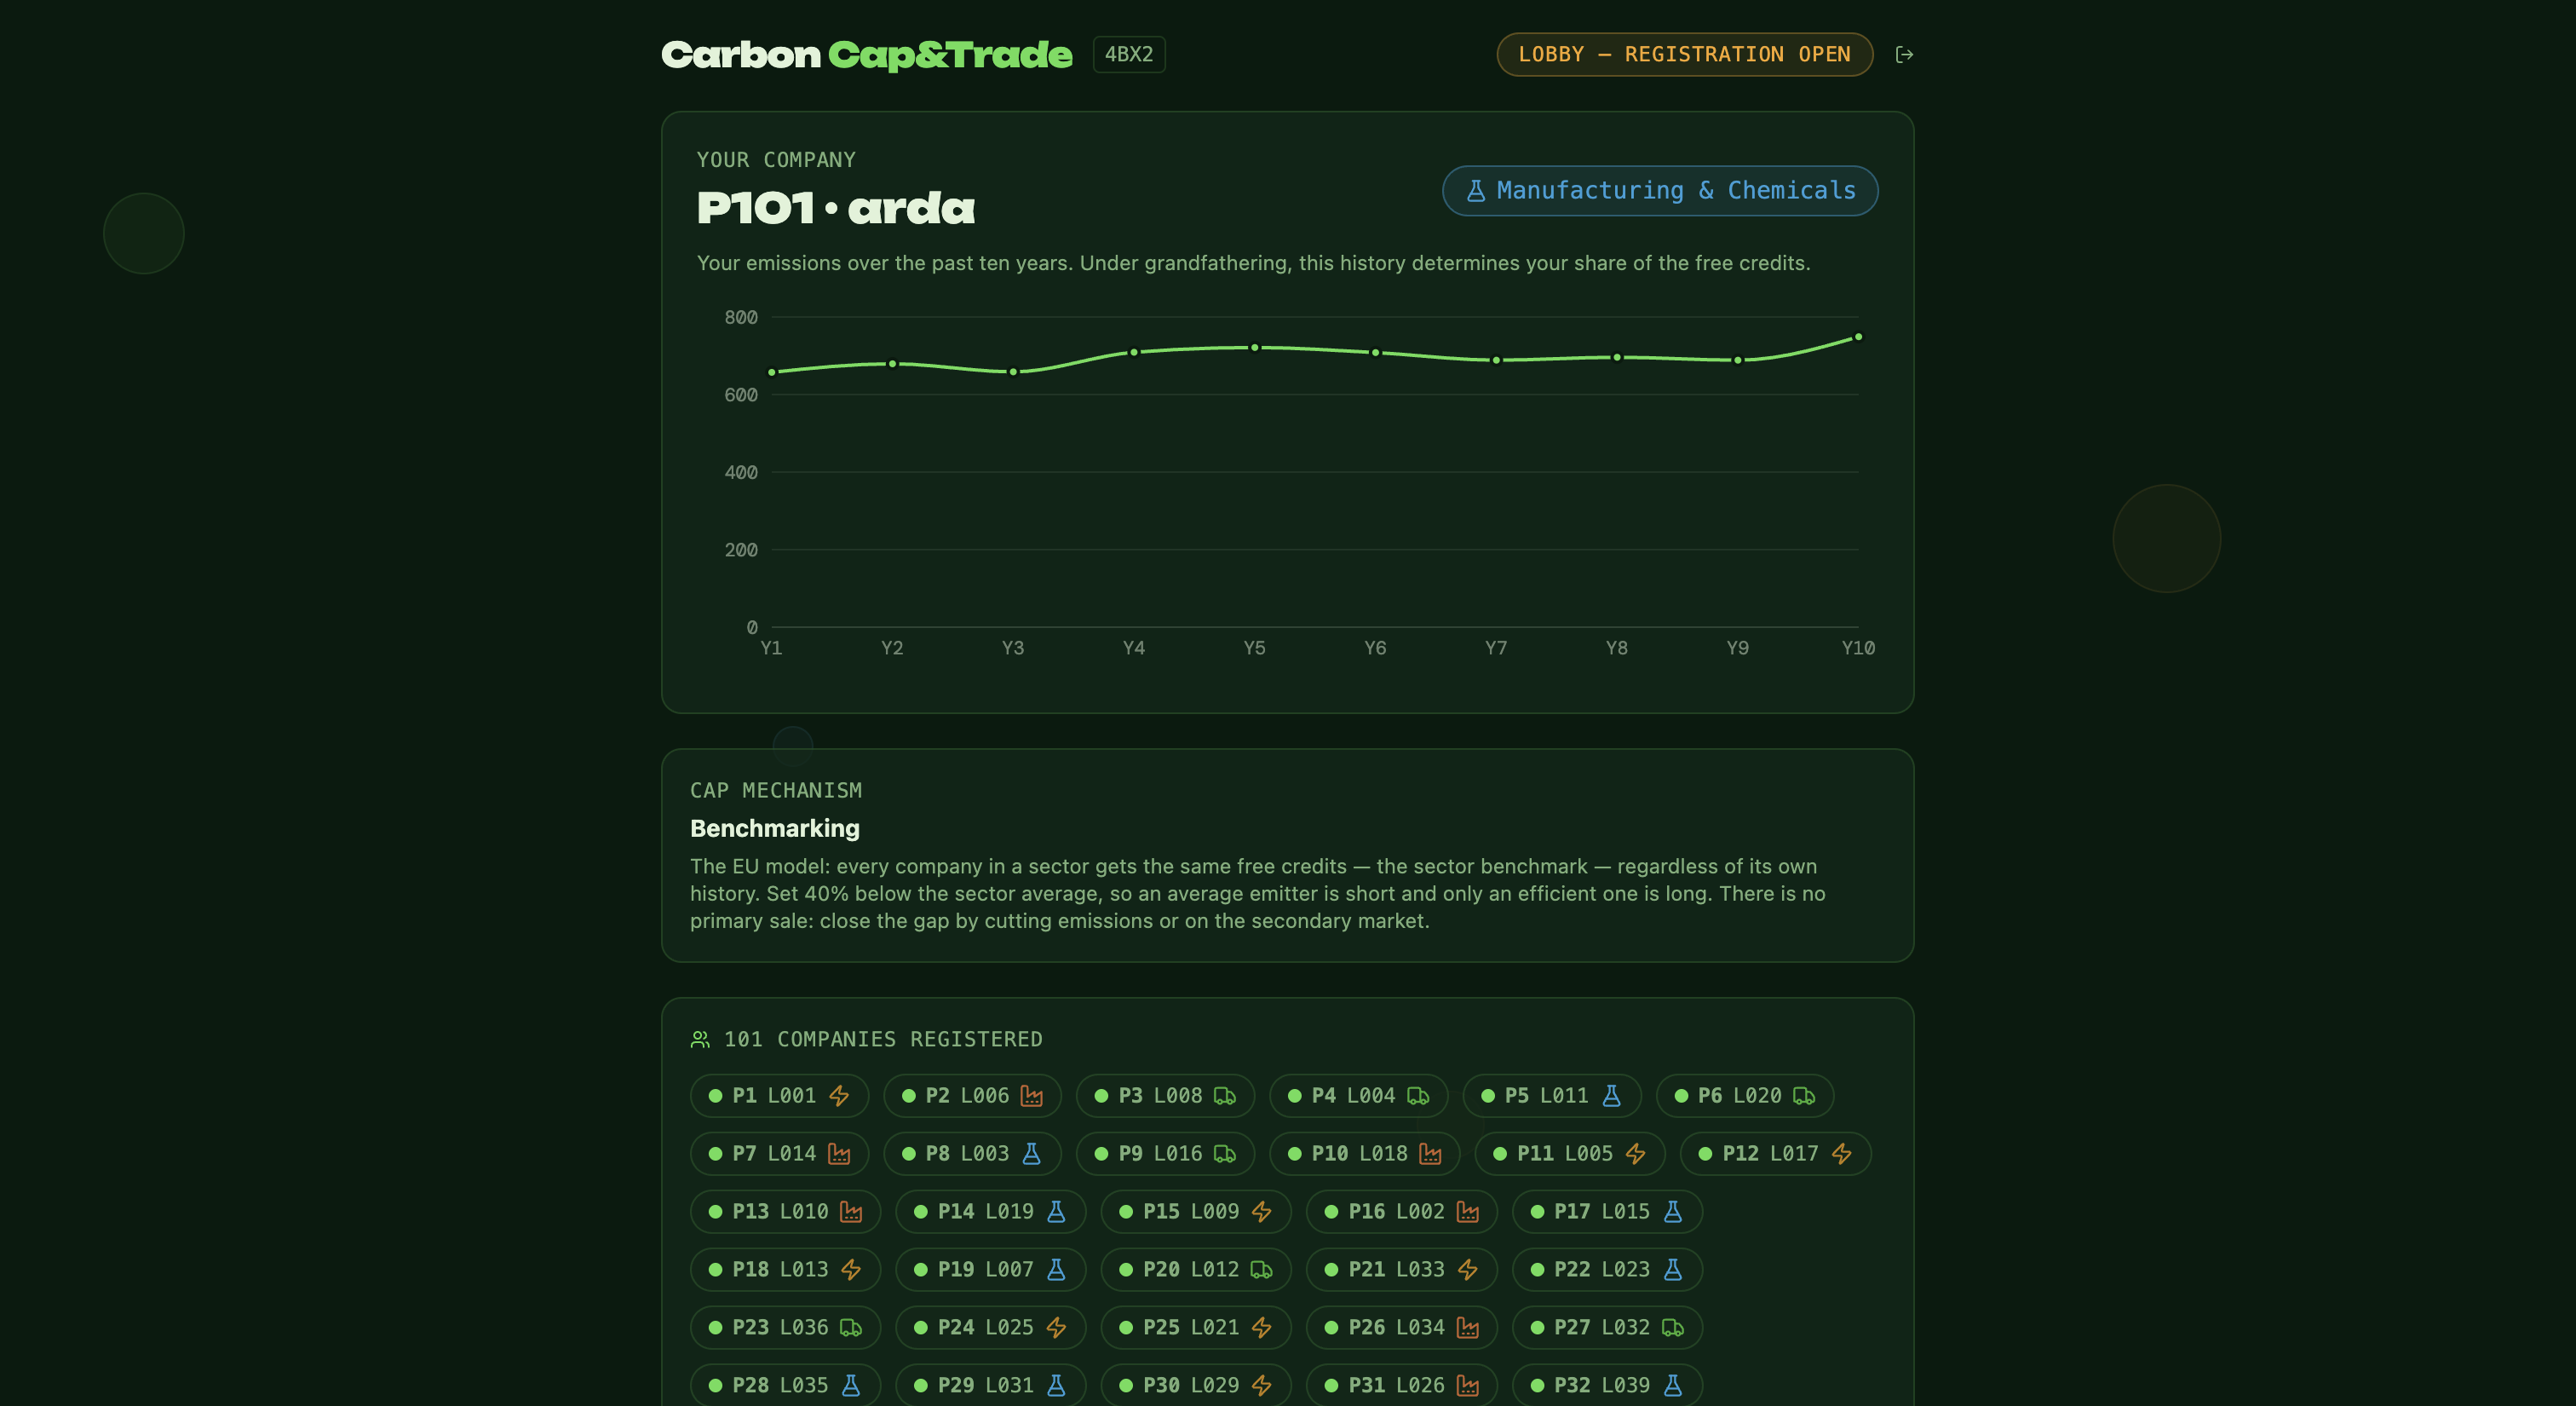 Carbon Cap&Trade 4BX2 LOBBY — REGISTRATION OPEN
YOUR COMPANY
P101 · arda
Manufacturing & Chemicals
Your emissions over the past ten years. Under grandfathering, this history determines your share of the free credits.
800
600
400
200
0
Y1 Y2 Y3 Y4 Y5 Y6 Y7 Y8 Y9 Y10
CAP MECHANISM
Benchmarking
The EU model: every company in a sector gets the same free credits — the sector benchmark — regardless of its own
history. Set 40% below the sector average, so an average emitter is short and only an efficient one is long. There is no
primary sale: close the gap by cutting emissions or on the secondary market.
101 COMPANIES REGISTERED
P1 L001 P2 L006 P3 L008 P4 L004 P5 L011 P6 L020
P7 L014 P8 L003 P9 L016 P10 L018 P11 L005 P12 L017
P13 L010 P14 L019 P15 L009 P16 L002 P17 L015
P18 L013 P19 L007 P20 L012 P21 L033 P22 L023
P23 L036 P24 L025 P25 L021 P26 L034 P27 L032
P28 L035 P29 L031 P30 L029 P31 L026 P32 L039